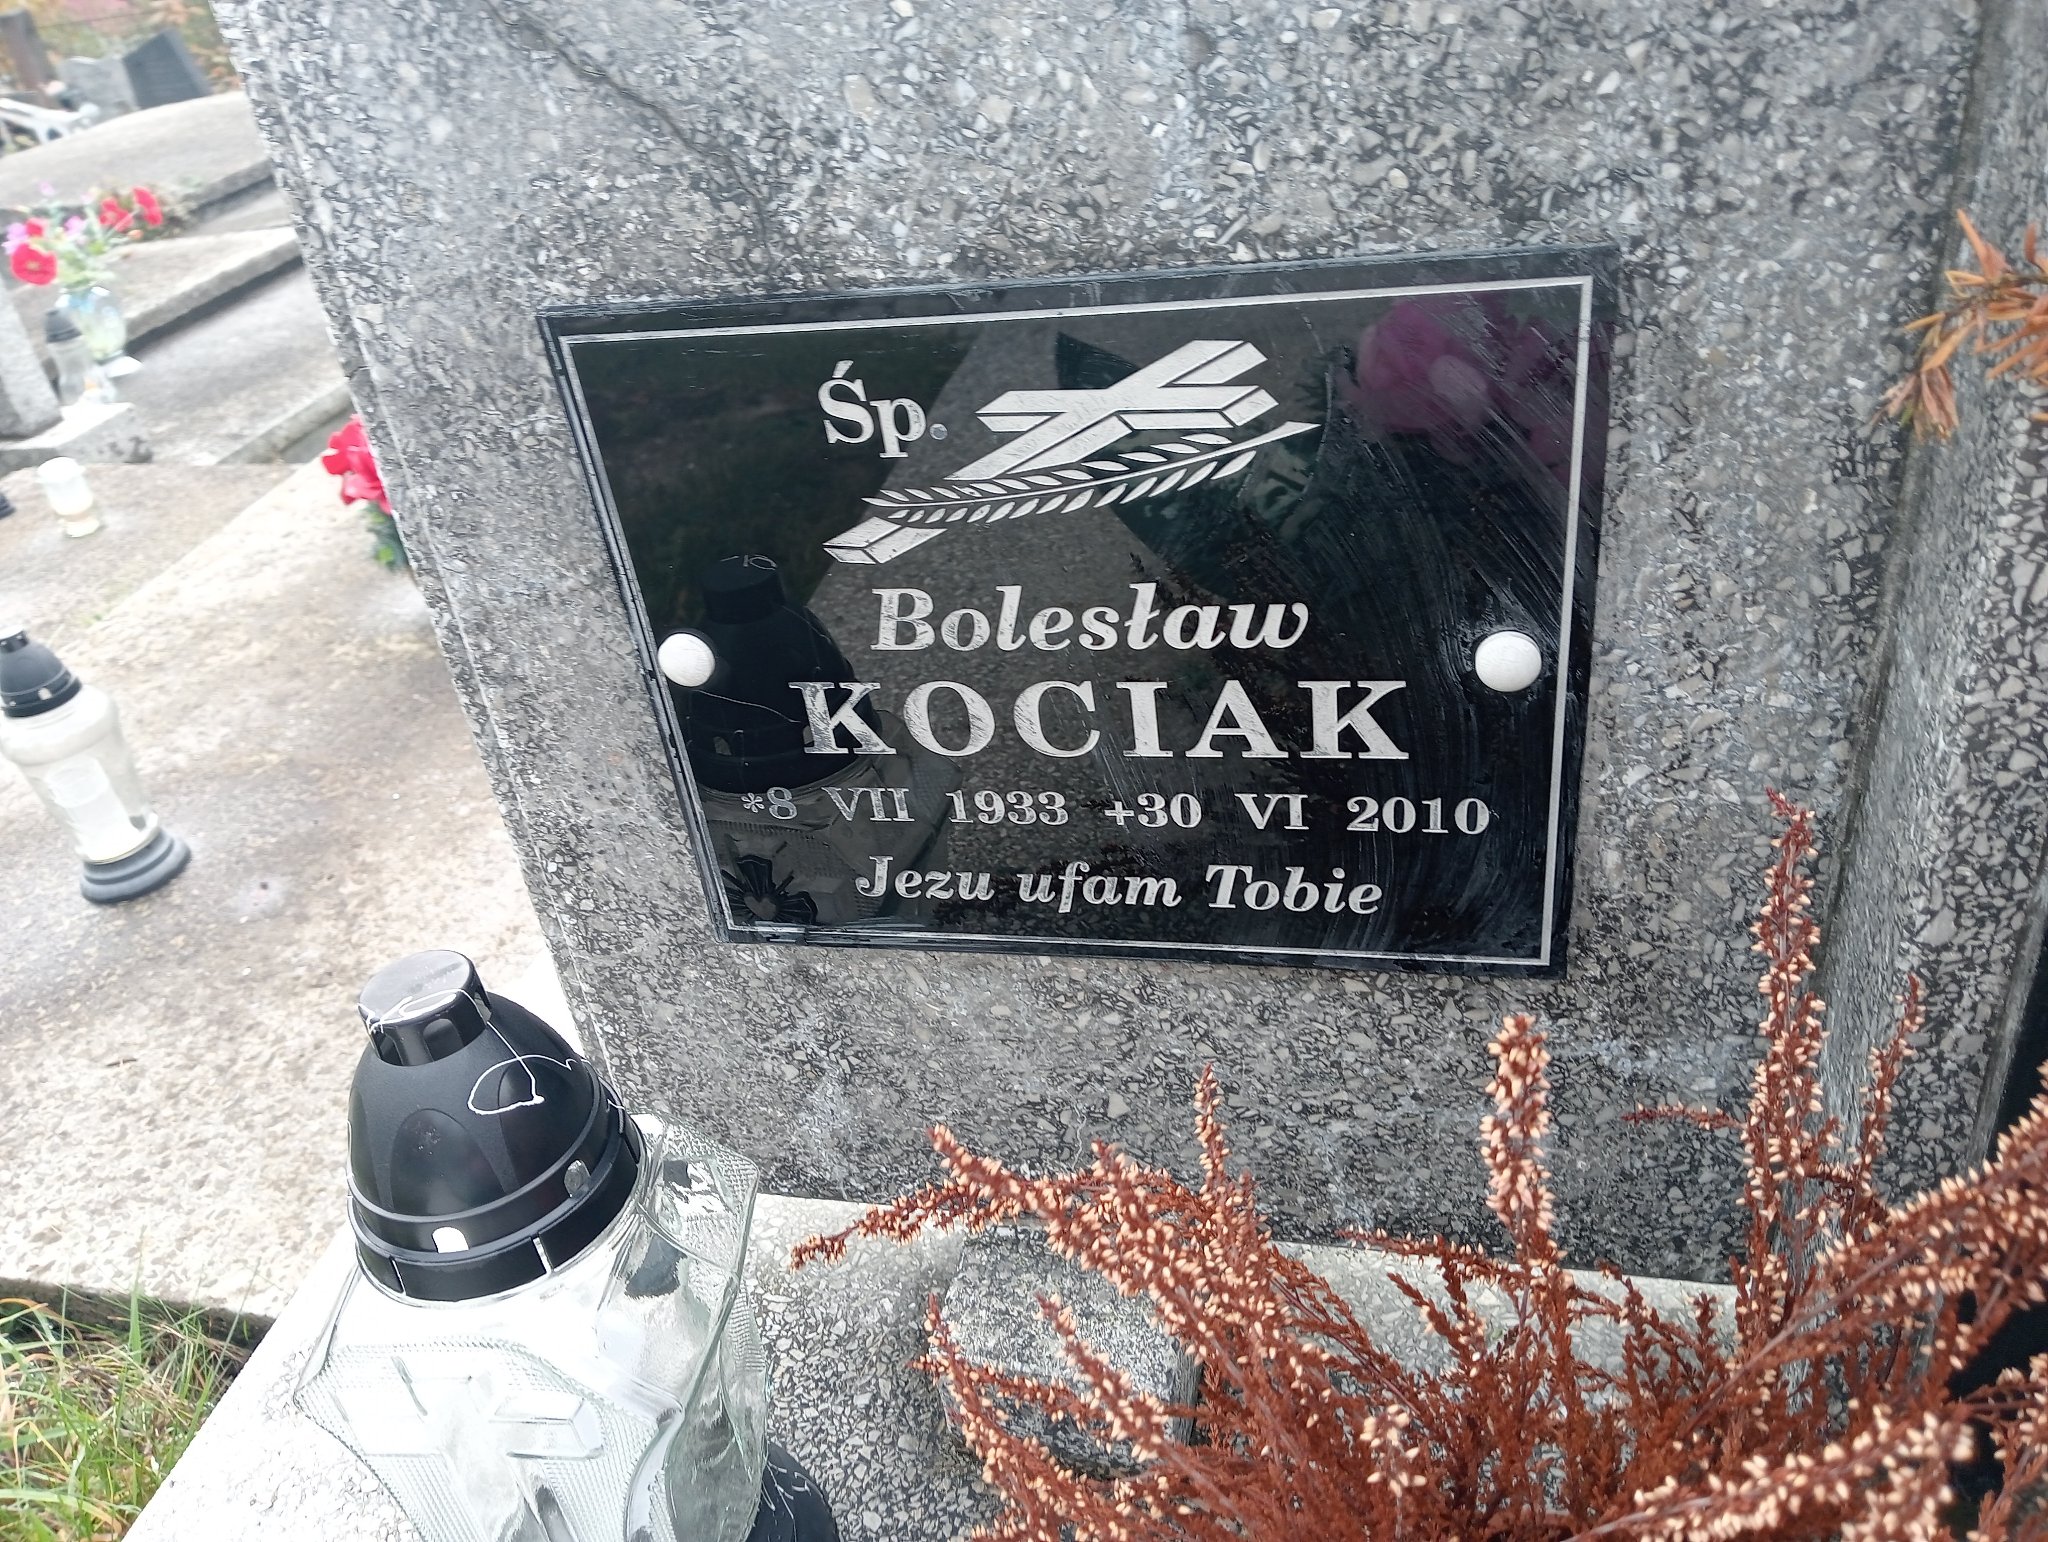 Śp.
Bolesław
KOCIAK
*8 VII 1933 +30 VI 2010
Jezu ufam Tobie